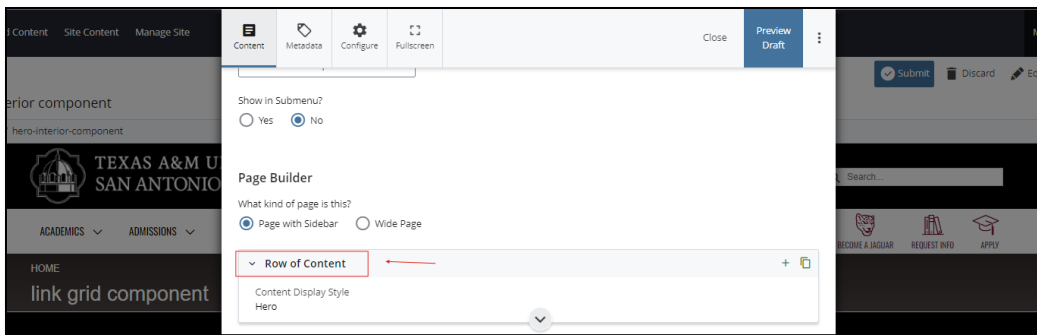 d Content Site Content Manage Site
Content Metadata Configure Fullscreen Close Preview Draft
Submit Discard Ed
erior component
Show in Submenu?
Yes No
hero-interior-component
TEXAS A&M U
SAN ANTONIO
Search...
Page Builder
What kind of page is this?
Page with Sidebar Wide Page
ACADEMICS ADMISSIONS
BECOME A JAGUAR REQUEST INFO APPLY
Row of Content
HOME
link grid component
Content Display Style
Hero